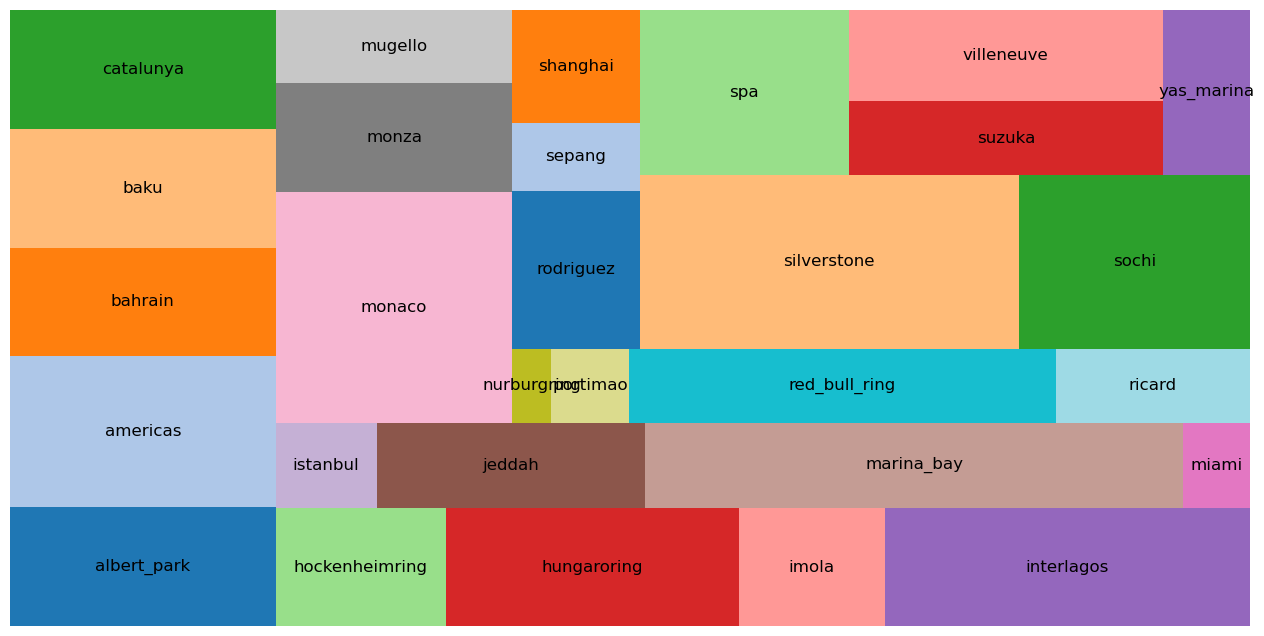 catalunya
mugello
shanghai
spa
villeneuve
yas_marina
monza
suzuka
sepang
baku
silverstone
sochi
rodriguez
bahrain
monaco
nurburgring
portimao
red_bull_ring
ricard
americas
istanbul
jeddah
marina_bay
miami
albert_park
hockenheimring
hungaroring
imola
interlagos